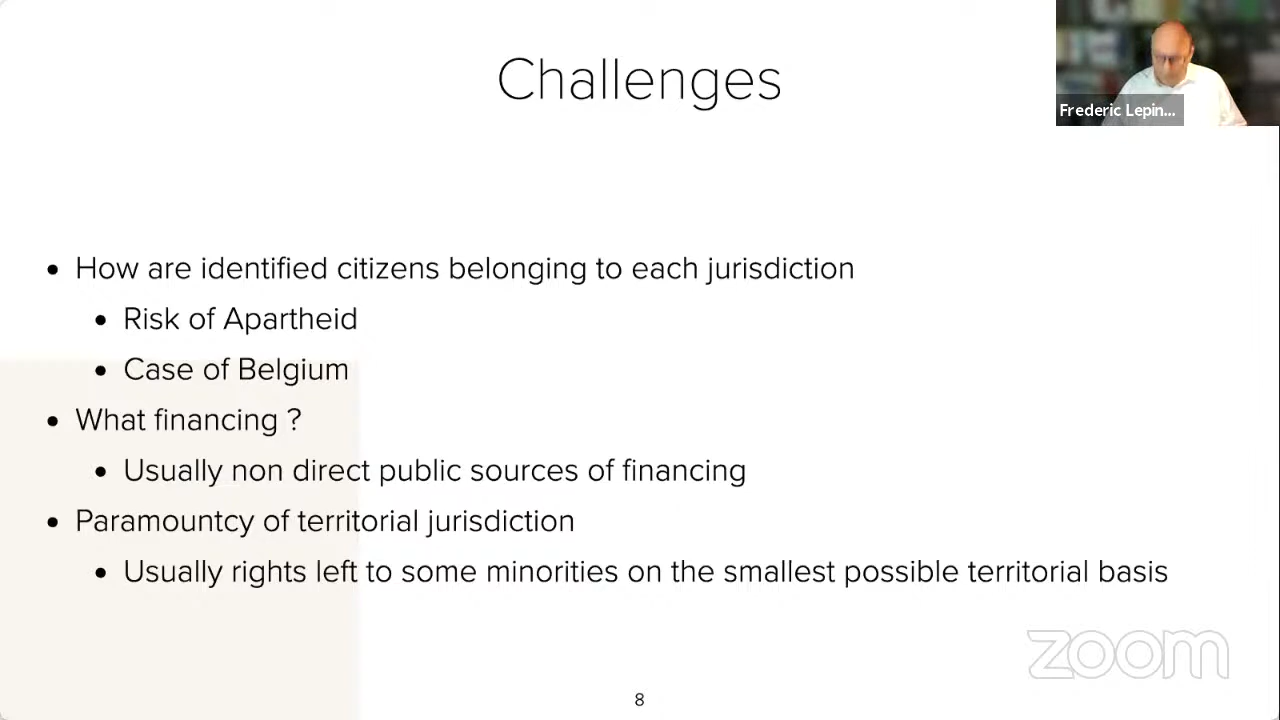 Challenges
Frederic Lepin...
• How are identified citizens belonging to each jurisdiction
• Risk of Apartheid
• Case of Belgium
• What financing ?
• Usually non direct public sources of financing
• Paramountcy of territorial jurisdiction
• Usually rights left to some minorities on the smallest possible territorial basis
zoom
8